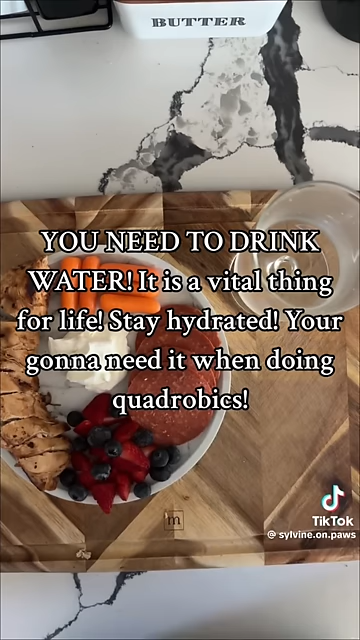 BUTTER
YOU NEED TO DRINK
WATER! It is a vital thing
for life! Stay hydrated! Your
gonna need it when doing
quadrobics!
m
TikTok
@ sylvine.on.paws